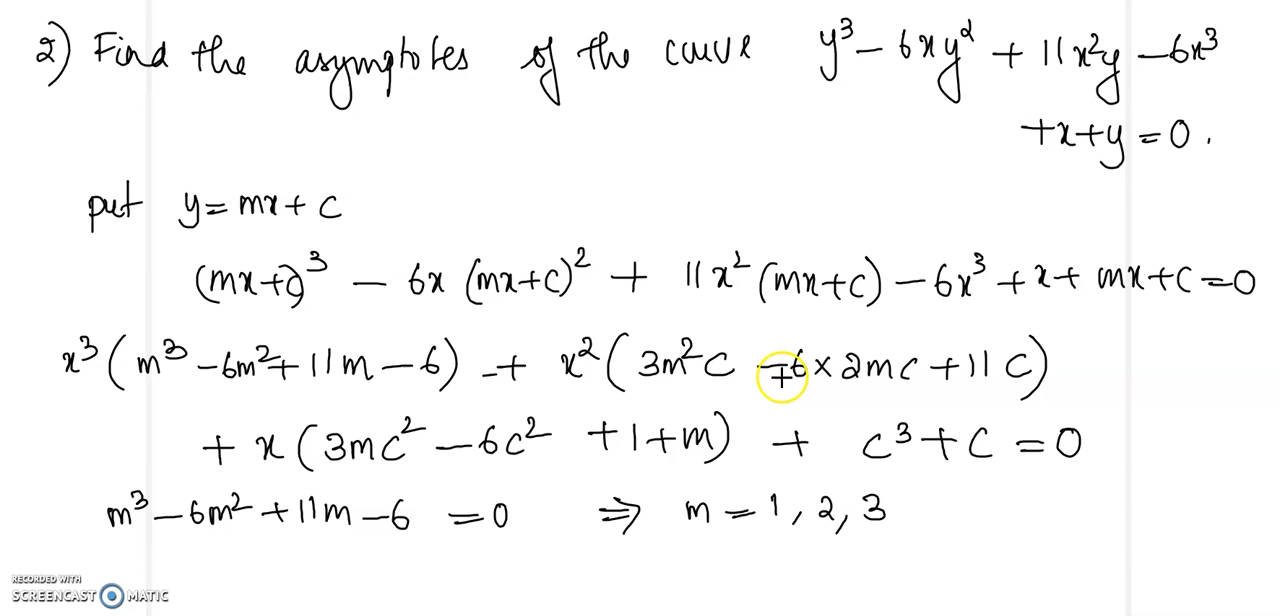 2) Find the asymptotes of the curve y³ - 6xy² + 11x²y - 6x³
+x+y = 0.
put y = mx + c
(mx+c)³ - 6x (mx+c)² + 11x² (mx+c) - 6x³ + x + mx + c = 0
x³ (m³ - 6m² + 11m - 6) + x² (3m²c - 6 × 2mc + 11c)
+ x (3mc² - 6c² + 1 + m) + c³ + c = 0
m³ - 6m² + 11m - 6 = 0 ⇒ m = 1, 2, 3
RECORDED WITH
SCREENCAST MATIC